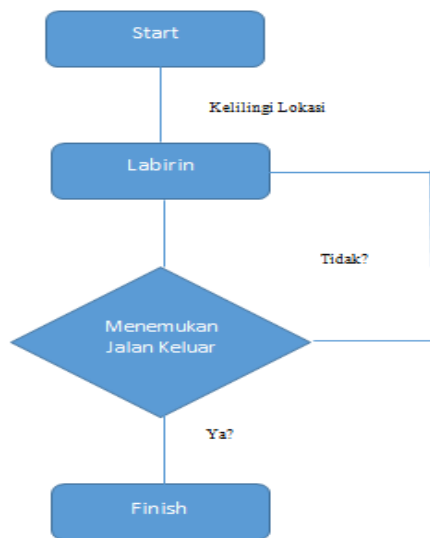 Start
Kelilingi Lokasi
Labirin
Tidak?
Menemukan
Jalan Keluar
Ya?
Finish